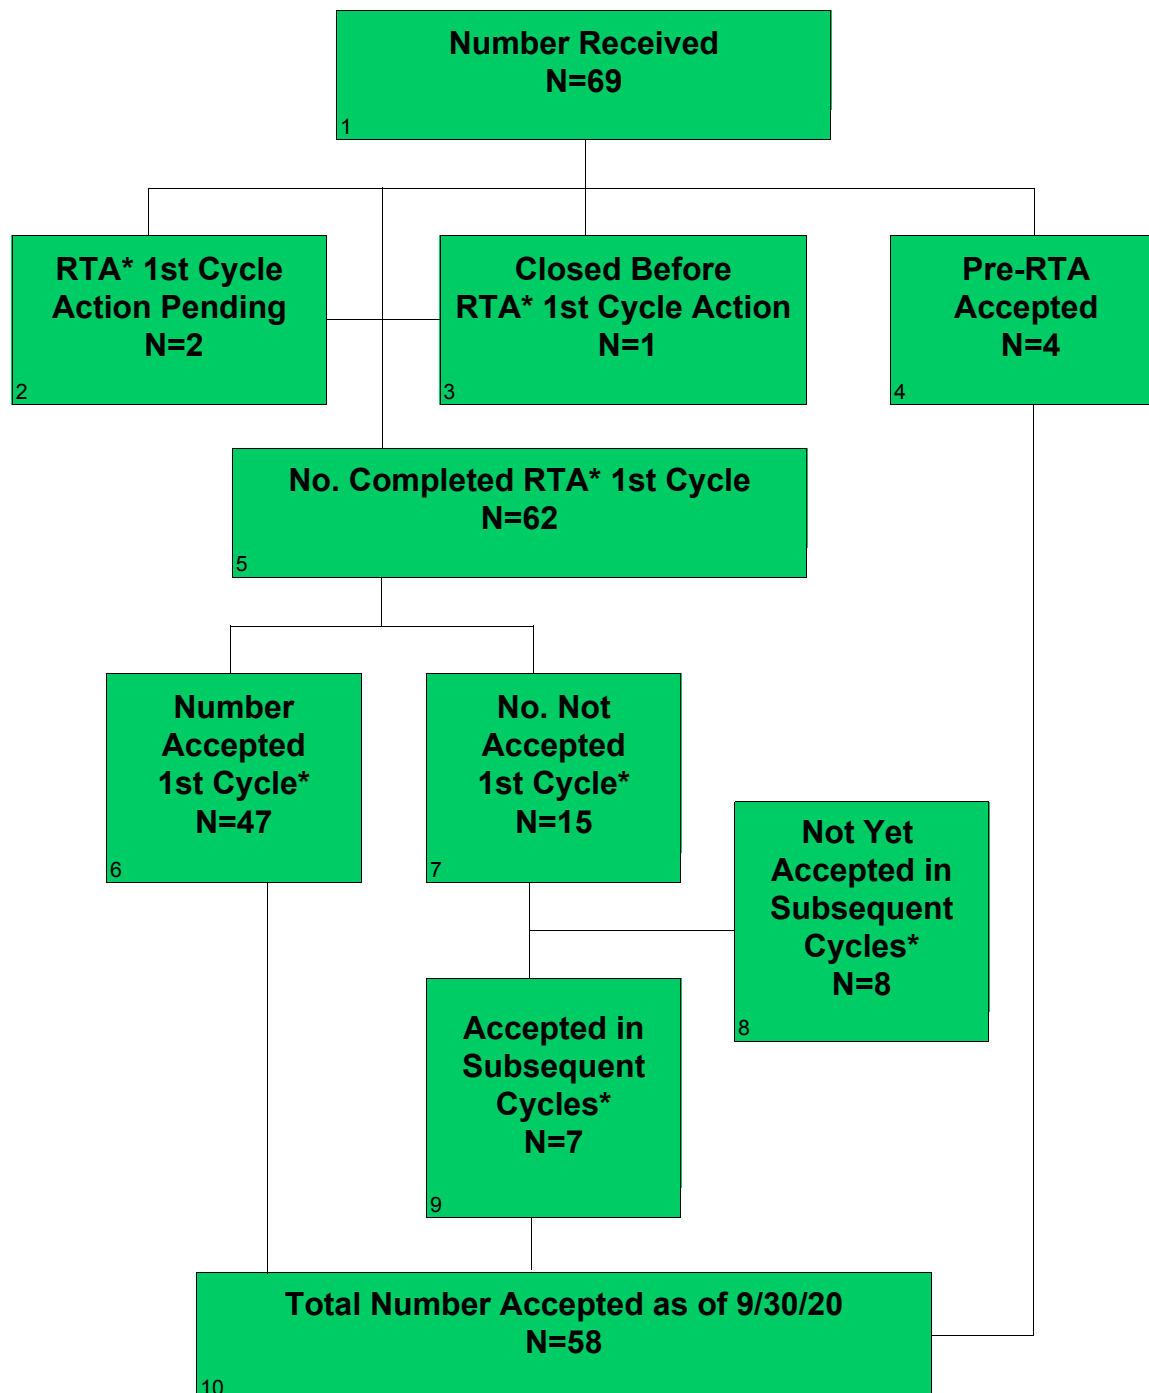 Number Received
N=69
1
RTA* 1st Cycle
Action Pending
N=2
2
Closed Before
RTA* 1st Cycle Action
N=1
3
Pre-RTA
Accepted
N=4
4
No. Completed RTA* 1st Cycle
N=62
5
Number
Accepted
1st Cycle*
N=47
6
No. Not
Accepted
1st Cycle*
N=15
7
Not Yet
Accepted in
Subsequent
Cycles*
N=8
8
Accepted in
Subsequent
Cycles*
N=7
9
Total Number Accepted as of 9/30/20
N=58
10